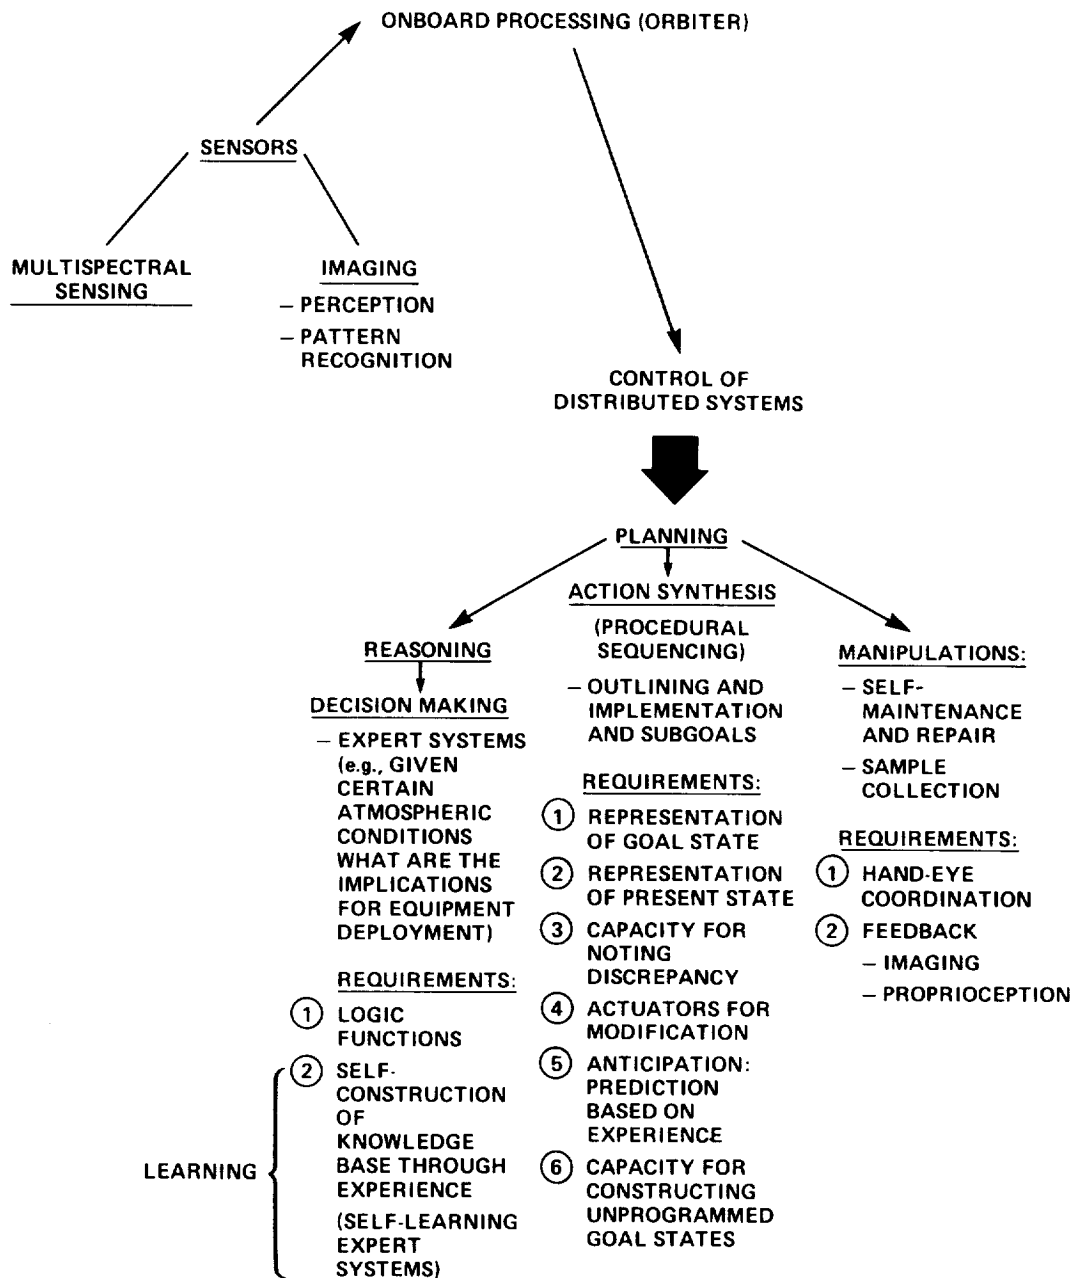 ONBOARD PROCESSING (ORBITER)
SENSORS
MULTISPECTRAL
SENSING
IMAGING
– PERCEPTION
– PATTERN
RECOGNITION
CONTROL OF
DISTRIBUTED SYSTEMS
PLANNING
REASONING
DECISION MAKING
– EXPERT SYSTEMS
(e.g., GIVEN
CERTAIN
ATMOSPHERIC
CONDITIONS
WHAT ARE THE
IMPLICATIONS
FOR EQUIPMENT
DEPLOYMENT)
REQUIREMENTS:
1 LOGIC
FUNCTIONS
2 SELF-
CONSTRUCTION
OF
KNOWLEDGE
BASE THROUGH
EXPERIENCE
(SELF-LEARNING
EXPERT
SYSTEMS)
LEARNING
ACTION SYNTHESIS
(PROCEDURAL
SEQUENCING)
– OUTLINING AND
IMPLEMENTATION
AND SUBGOALS
REQUIREMENTS:
1 REPRESENTATION
OF GOAL STATE
2 REPRESENTATION
OF PRESENT STATE
3 CAPACITY FOR
NOTING
DISCREPANCY
4 ACTUATORS FOR
MODIFICATION
5 ANTICIPATION:
PREDICTION
BASED ON
EXPERIENCE
6 CAPACITY FOR
CONSTRUCTING
UNPROGRAMMED
GOAL STATES
MANIPULATIONS:
– SELF-
MAINTENANCE
AND REPAIR
– SAMPLE
COLLECTION
REQUIREMENTS:
1 HAND-EYE
COORDINATION
2 FEEDBACK
– IMAGING
– PROPRIOCEPTION